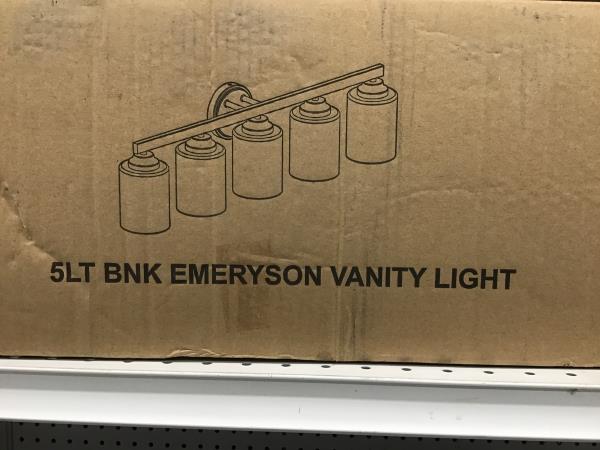 5LT BNK EMERYSON VANITY LIGHT